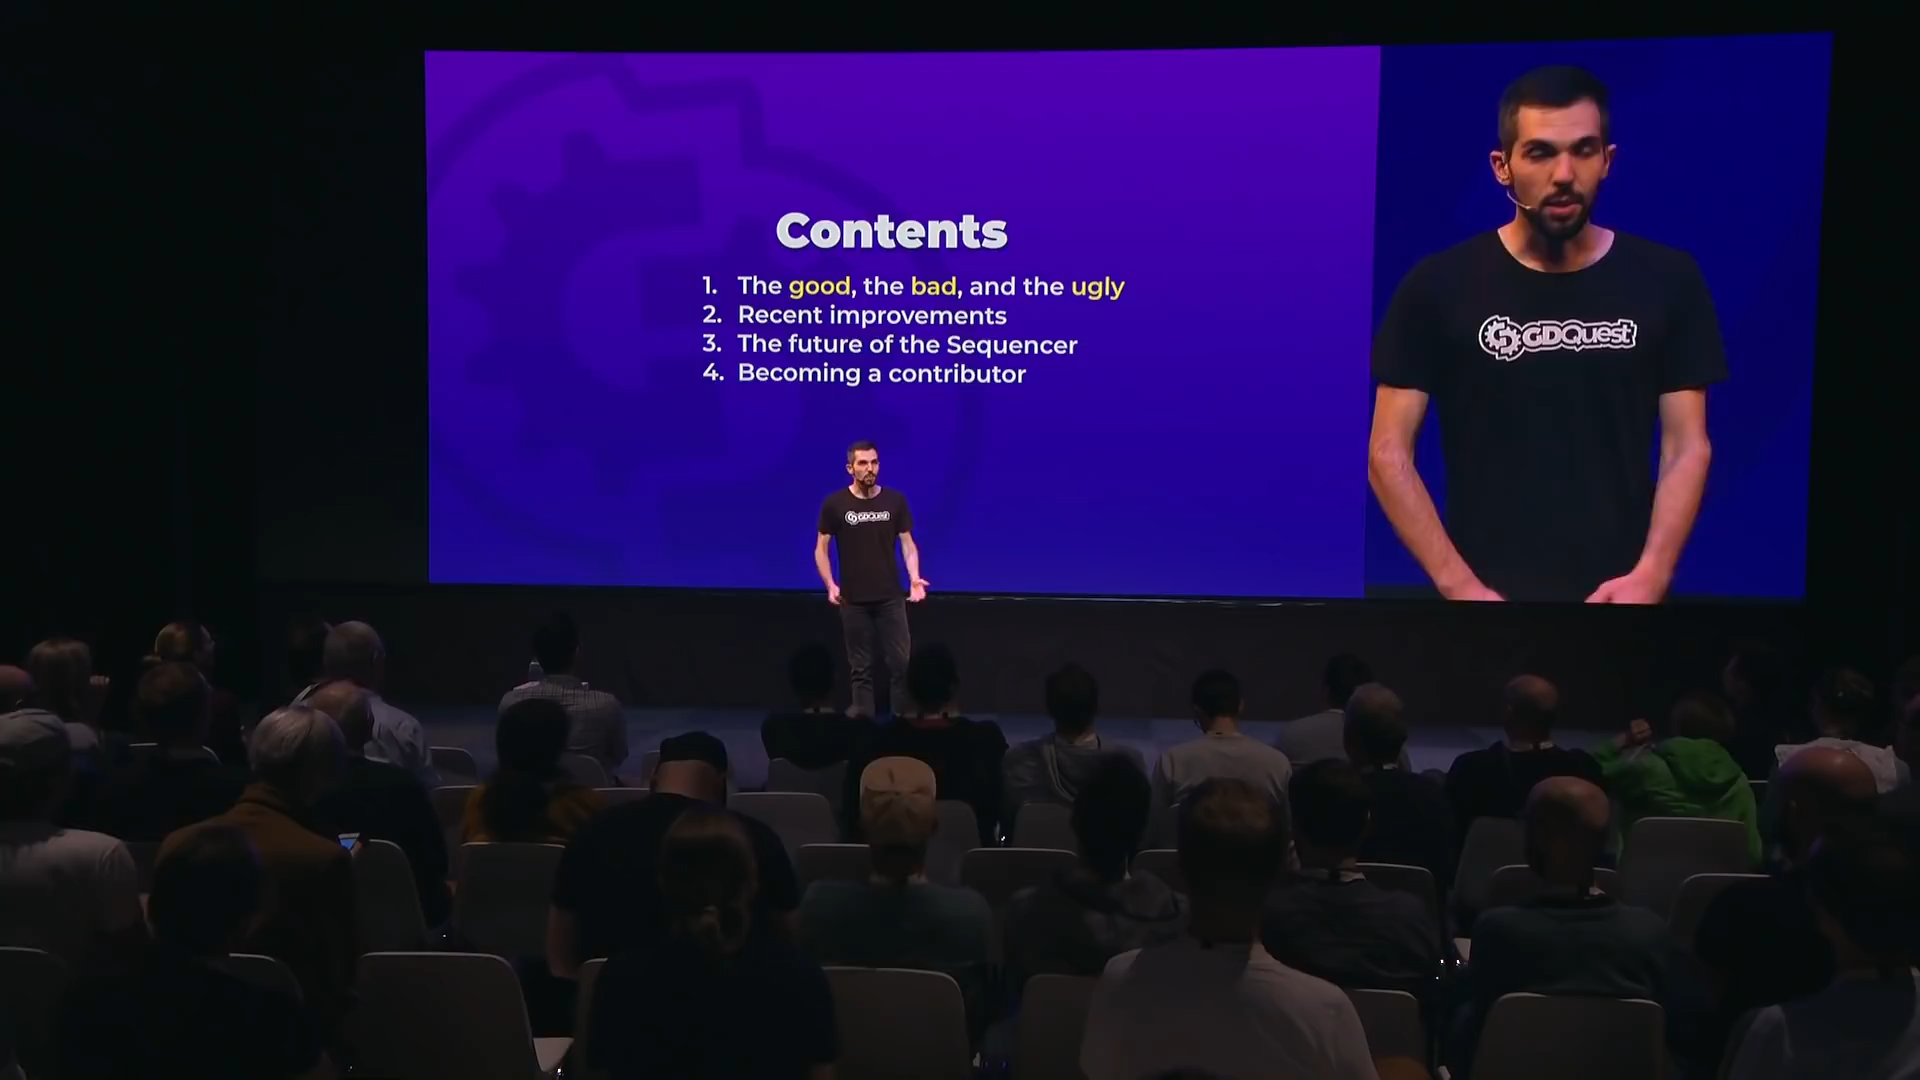 Contents
1. The good, the bad, and the ugly
2. Recent improvements
3. The future of the Sequencer
4. Becoming a contributor
GDQuest
GDQuest